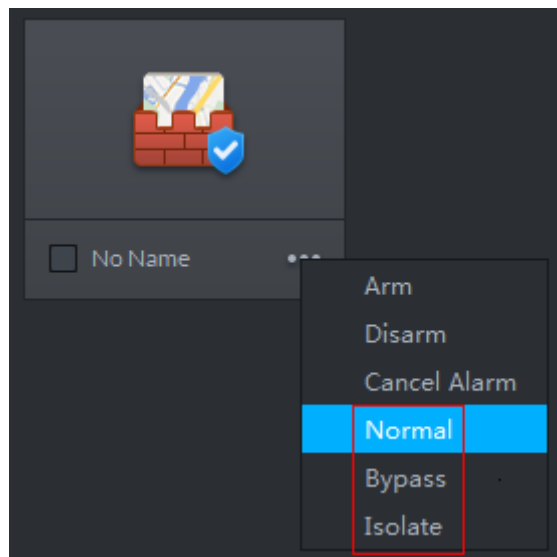 No Name
Arm
Disarm
Cancel Alarm
Normal
Bypass
Isolate